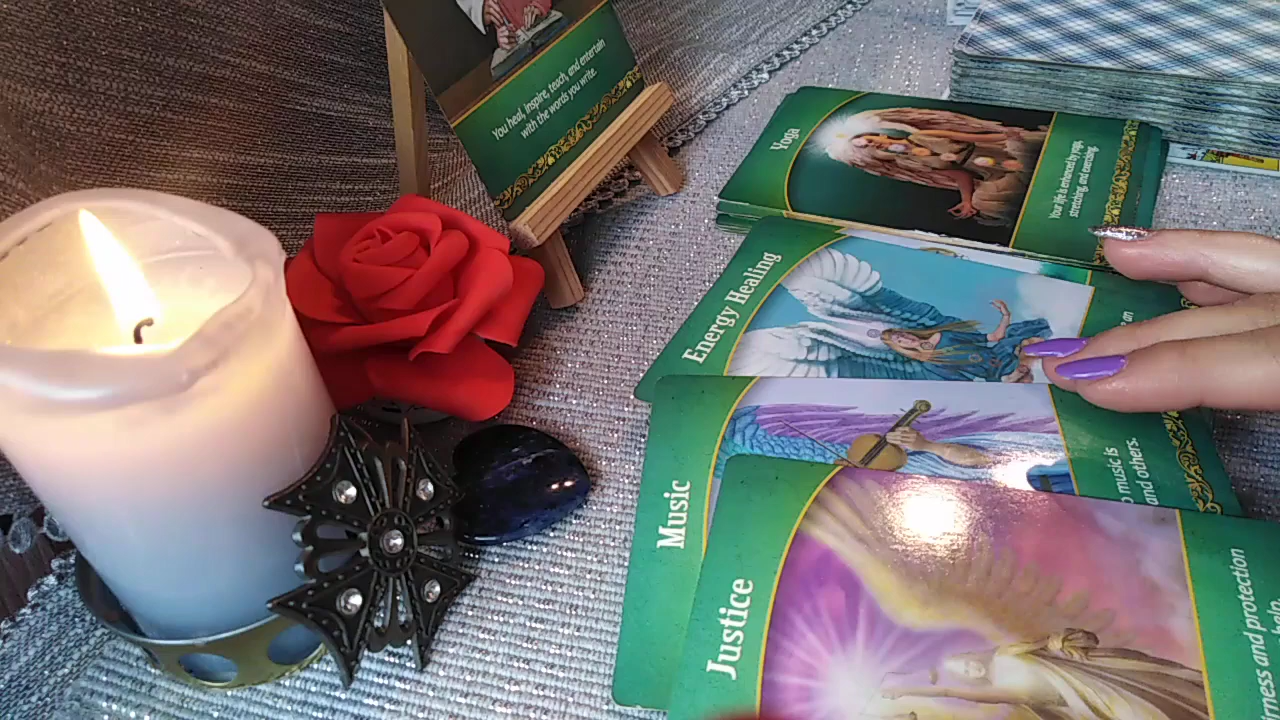 You heal, inspire, teach, and entertain
with the words you write.
Yoga
Your life is enhanced by yoga,
stretching, and exercising.
Energy Healing
an
Music
music is
and others.
Justice
and protection